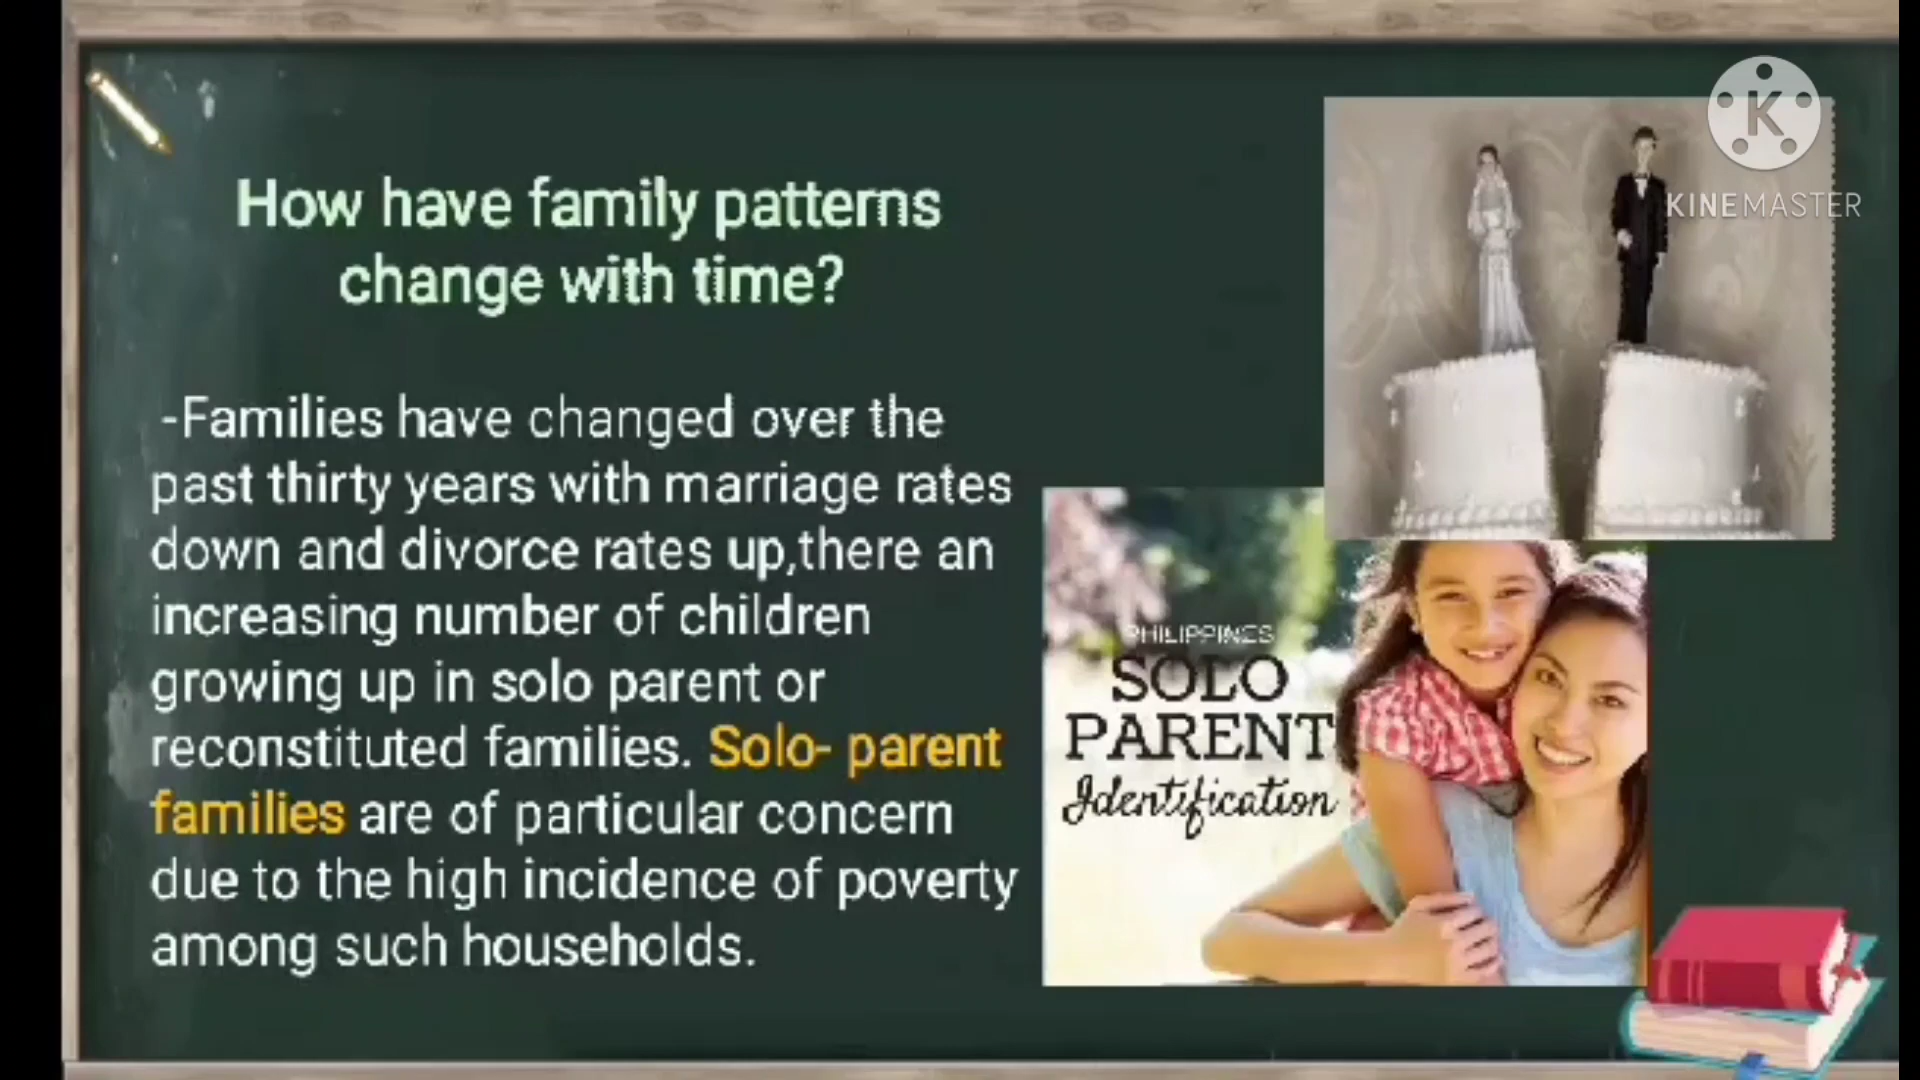 How have family patterns
change with time?
-Families have changed over the
past thirty years with marriage rates
down and divorce rates up,there an
increasing number of children
growing up in solo parent or
reconstituted families. Solo- parent
families are of particular concern
due to the high incidence of poverty
among such households.
K
KINEMASTER
PHILIPPINES
SOLO
PARENT
Identification